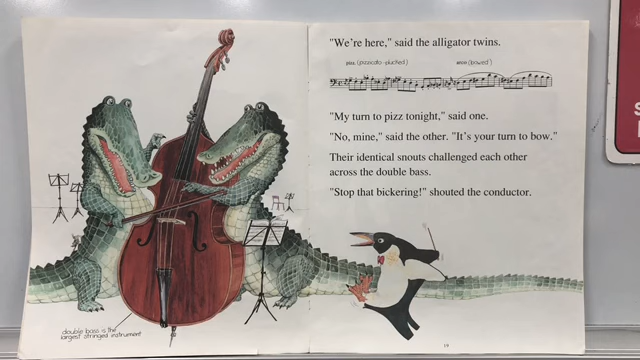 double bass is the
largest stringed instrument
"We're here," said the alligator twins.
pizz. (pizzicato - plucked)
arco (bowed)
"My turn to pizz tonight," said one.
"No, mine," said the other. "It's your turn to bow."
Their identical snouts challenged each other
across the double bass.
"Stop that bickering!" shouted the conductor.
19